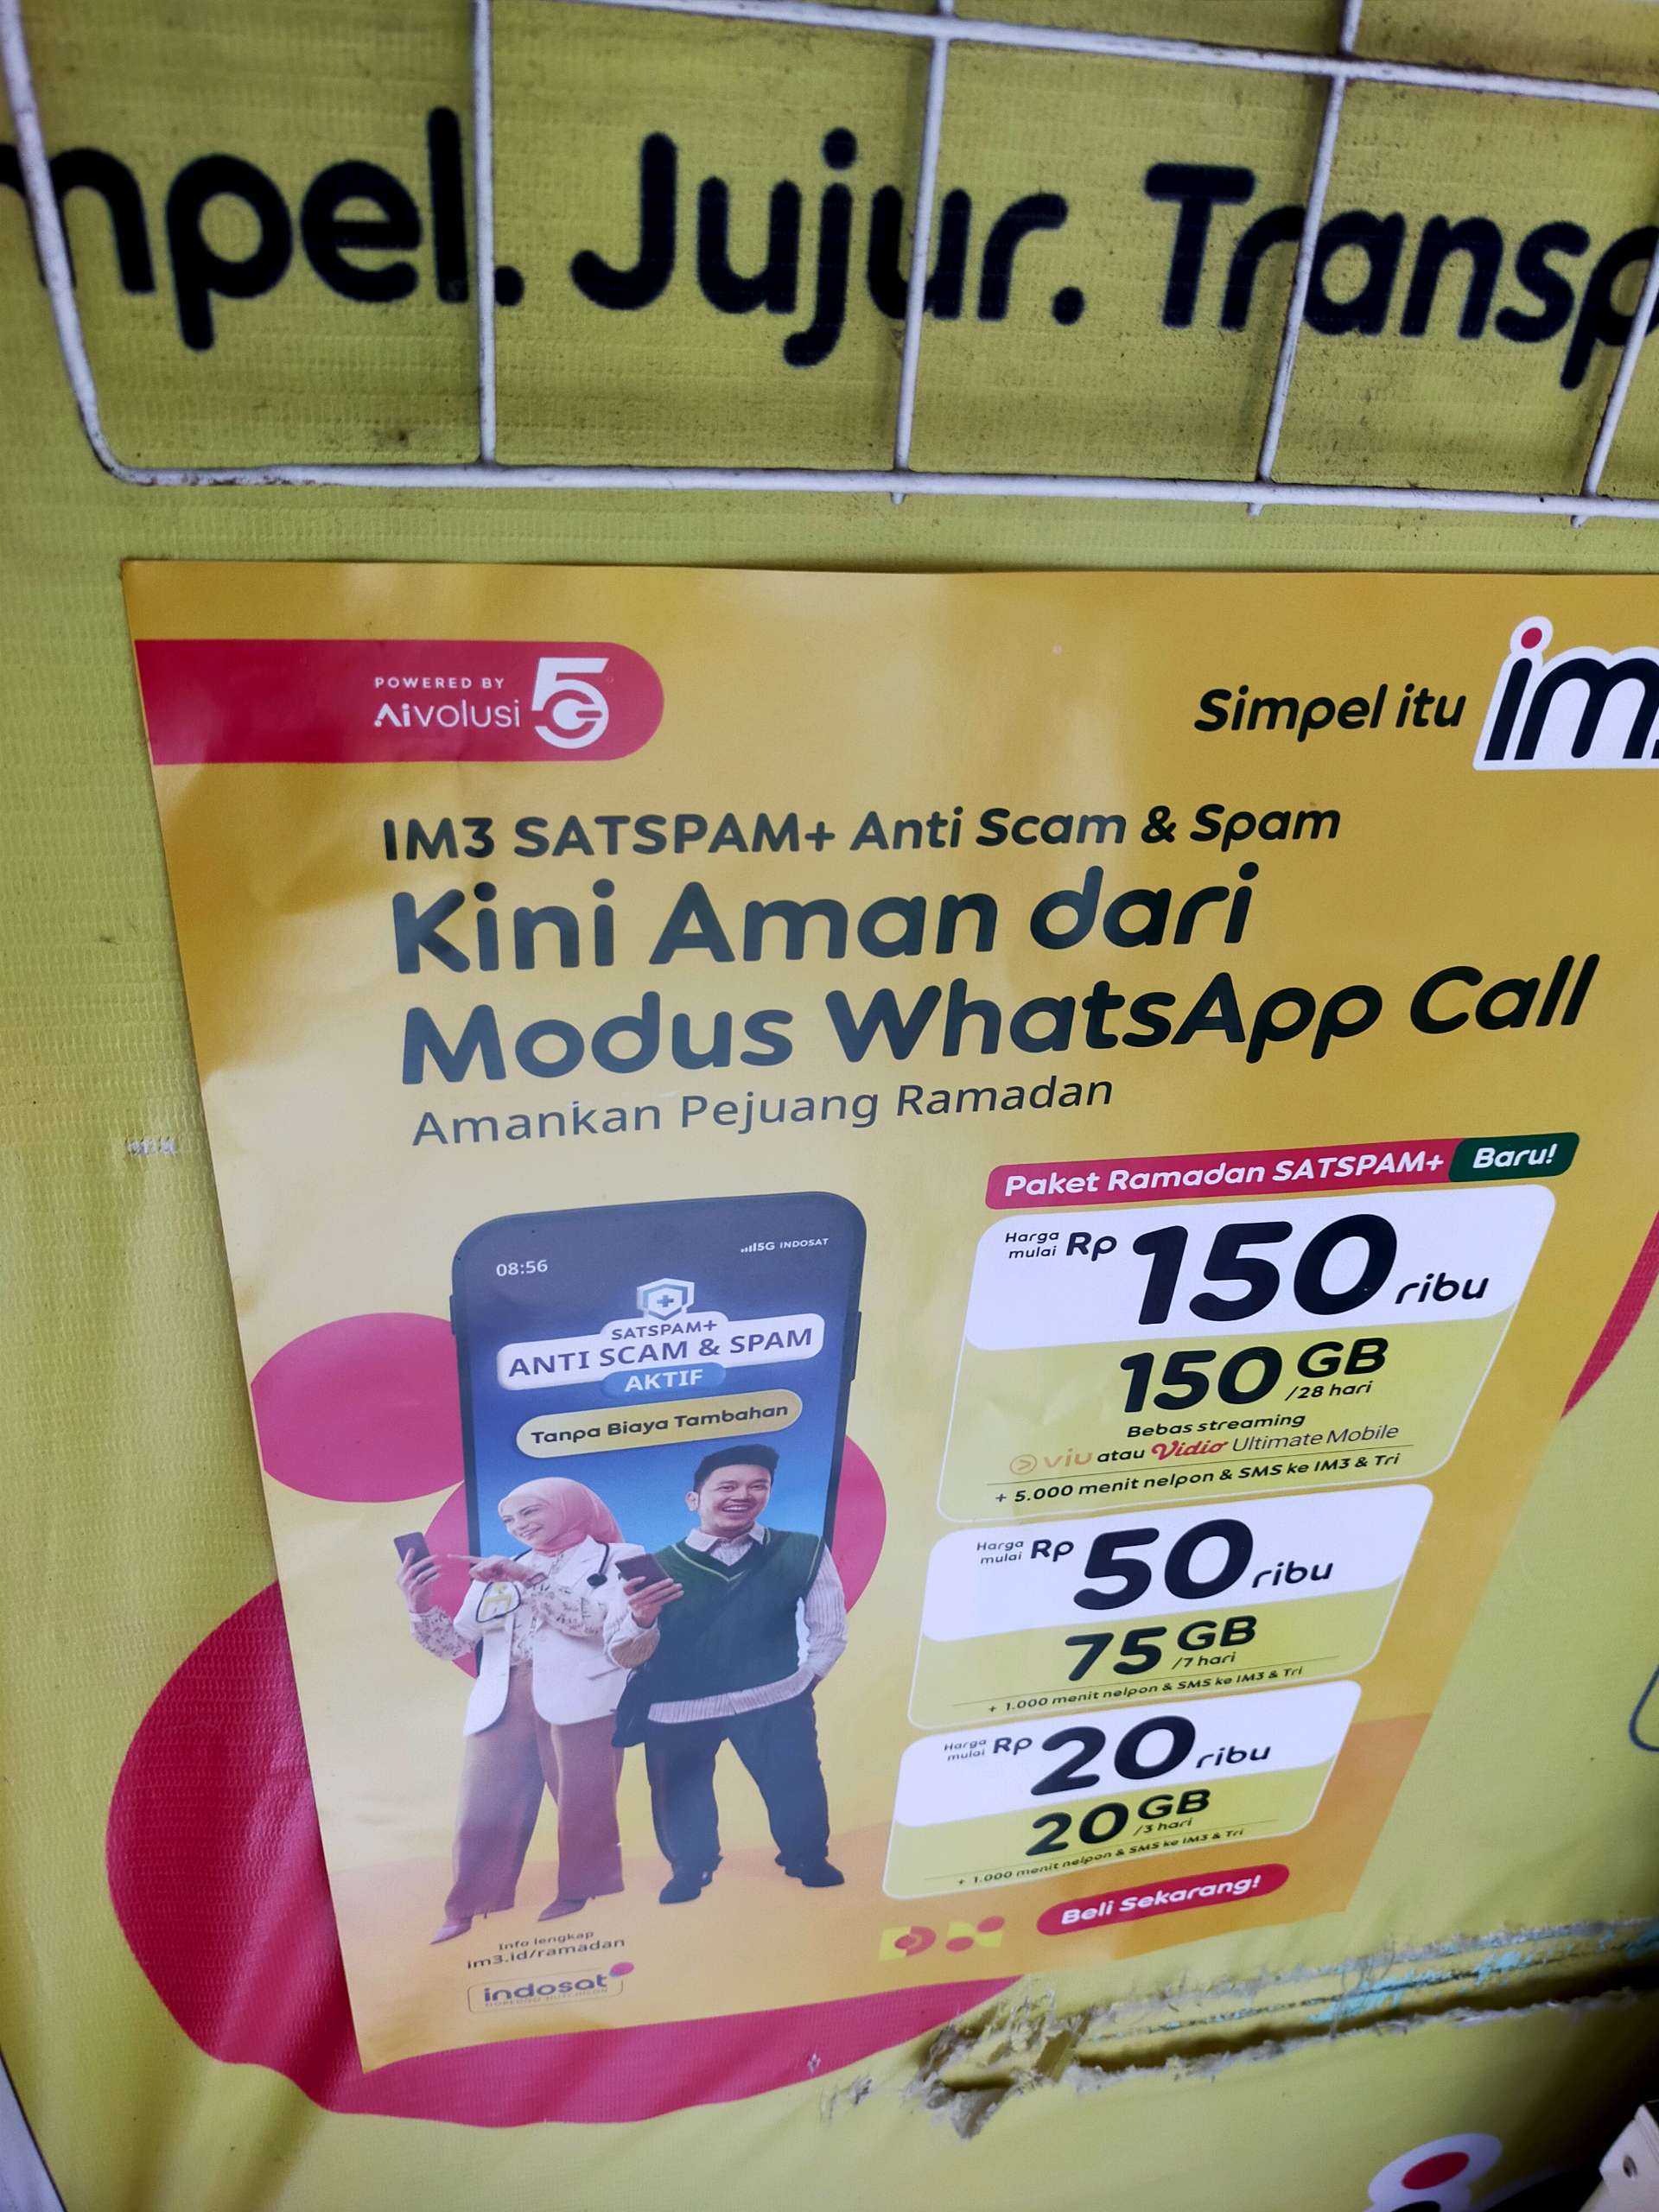 mpel. Jujur. Transp
POWERED BY
Aivolusi 5G
Simpel itu im
IM3 SATSPAM+ Anti Scam & Spam
Kini Aman dari
Modus WhatsApp Call
Amankan Pejuang Ramadan
Paket Ramadan SATSPAM+ Baru!
Harga mulai Rp 150 ribu
150 GB /28 hari
Bebas streaming
viu atau Vidio Ultimate Mobile
+ 5.000 menit nelpon & SMS ke IM3 & Tri
Harga mulai Rp 50 ribu
75 GB /7 hari
+ 1.000 menit nelpon & SMS ke IM3 & Tri
Harga mulai Rp 20 ribu
20 GB /3 hari
+ 1.000 menit nelpon & SMS ke IM3 & Tri
Beli Sekarang!
08:56
5G INDOSAT
SATSPAM+
ANTI SCAM & SPAM
AKTIF
Tanpa Biaya Tambahan
Info lengkap
im3.id/ramadan
indosat